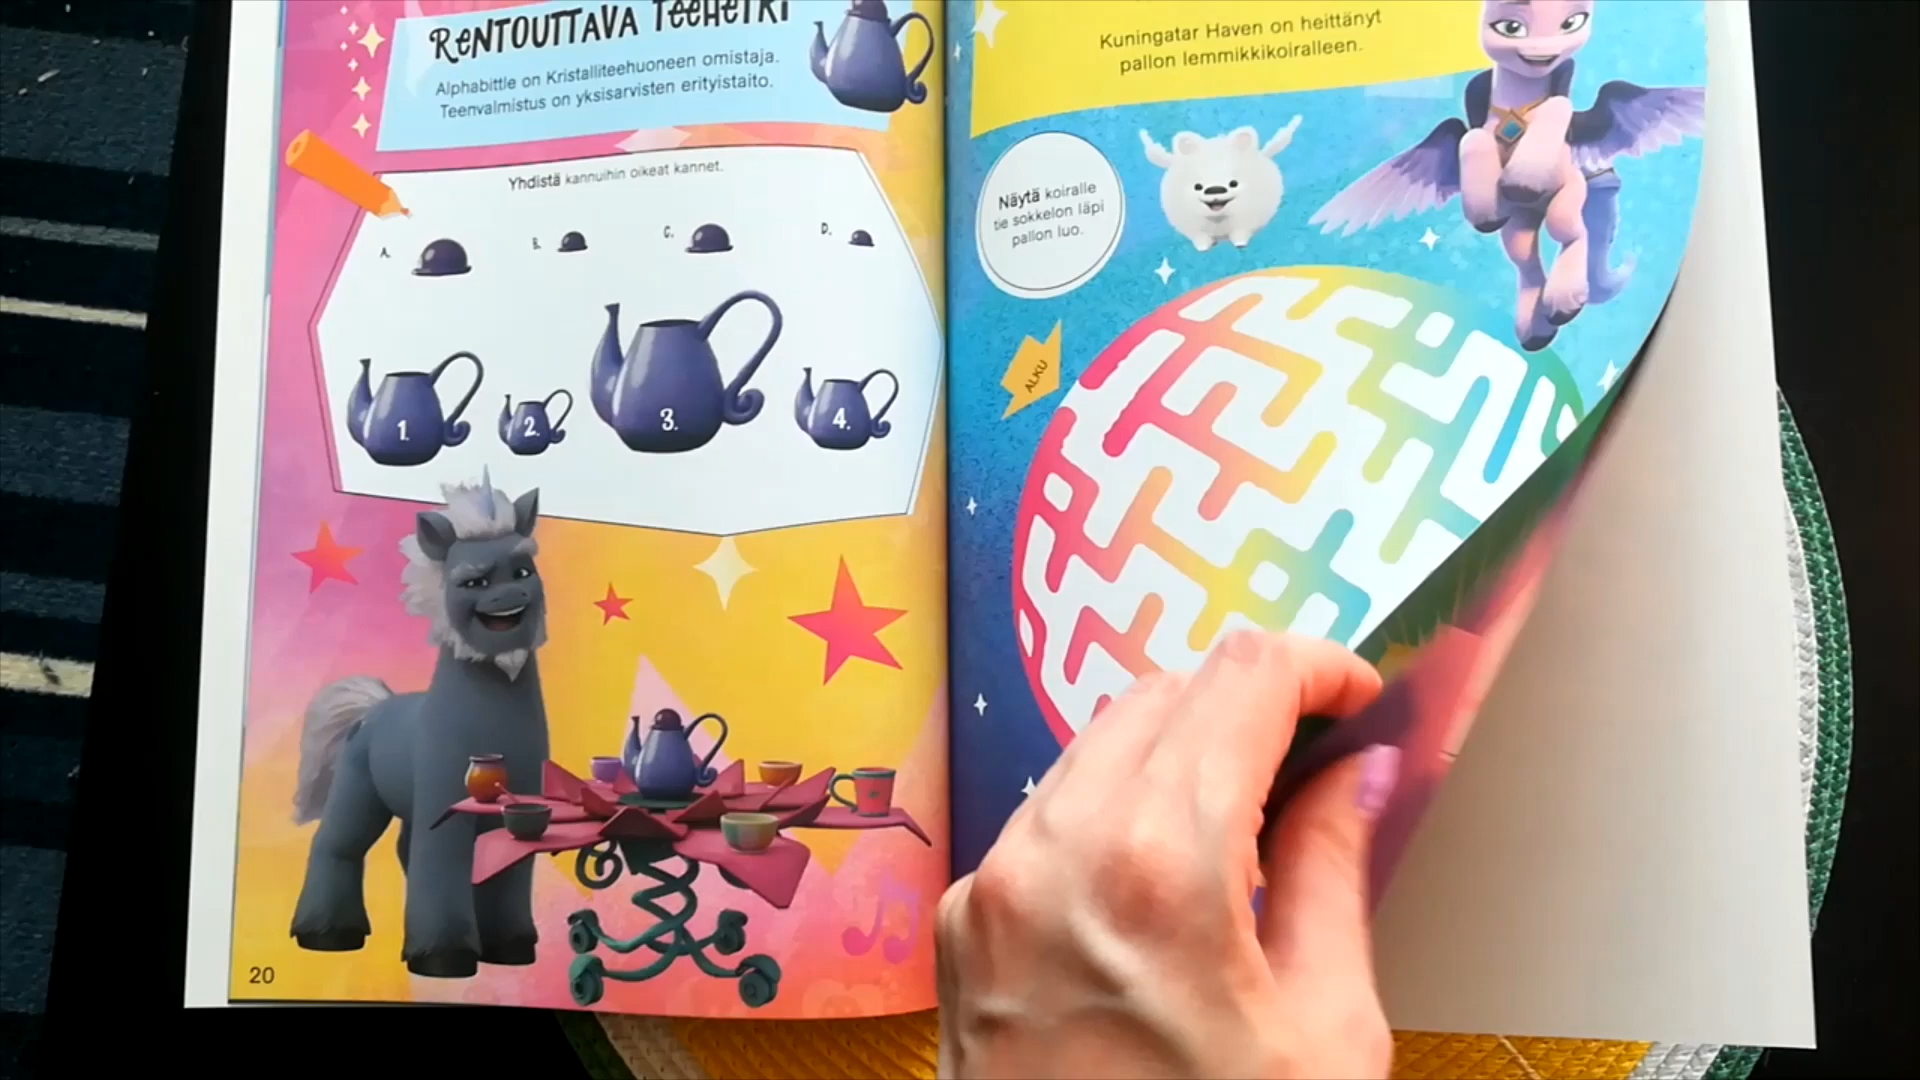 RENTOUTTAVA TEEHETKI
Alphabittle on Kristalliteehuoneen omistaja.
Teenvalmistus on yksisarvisten erityistaito.
Yhdistä kannuihin oikeat kannet.
A.
B.
C.
D.
1.
2.
3.
4.
20
Kuningatar Haven on heittänyt
pallon lemmikkikoiralleen.
Näytä koiralle
tie sokkelon läpi
pallon luo.
ALKU